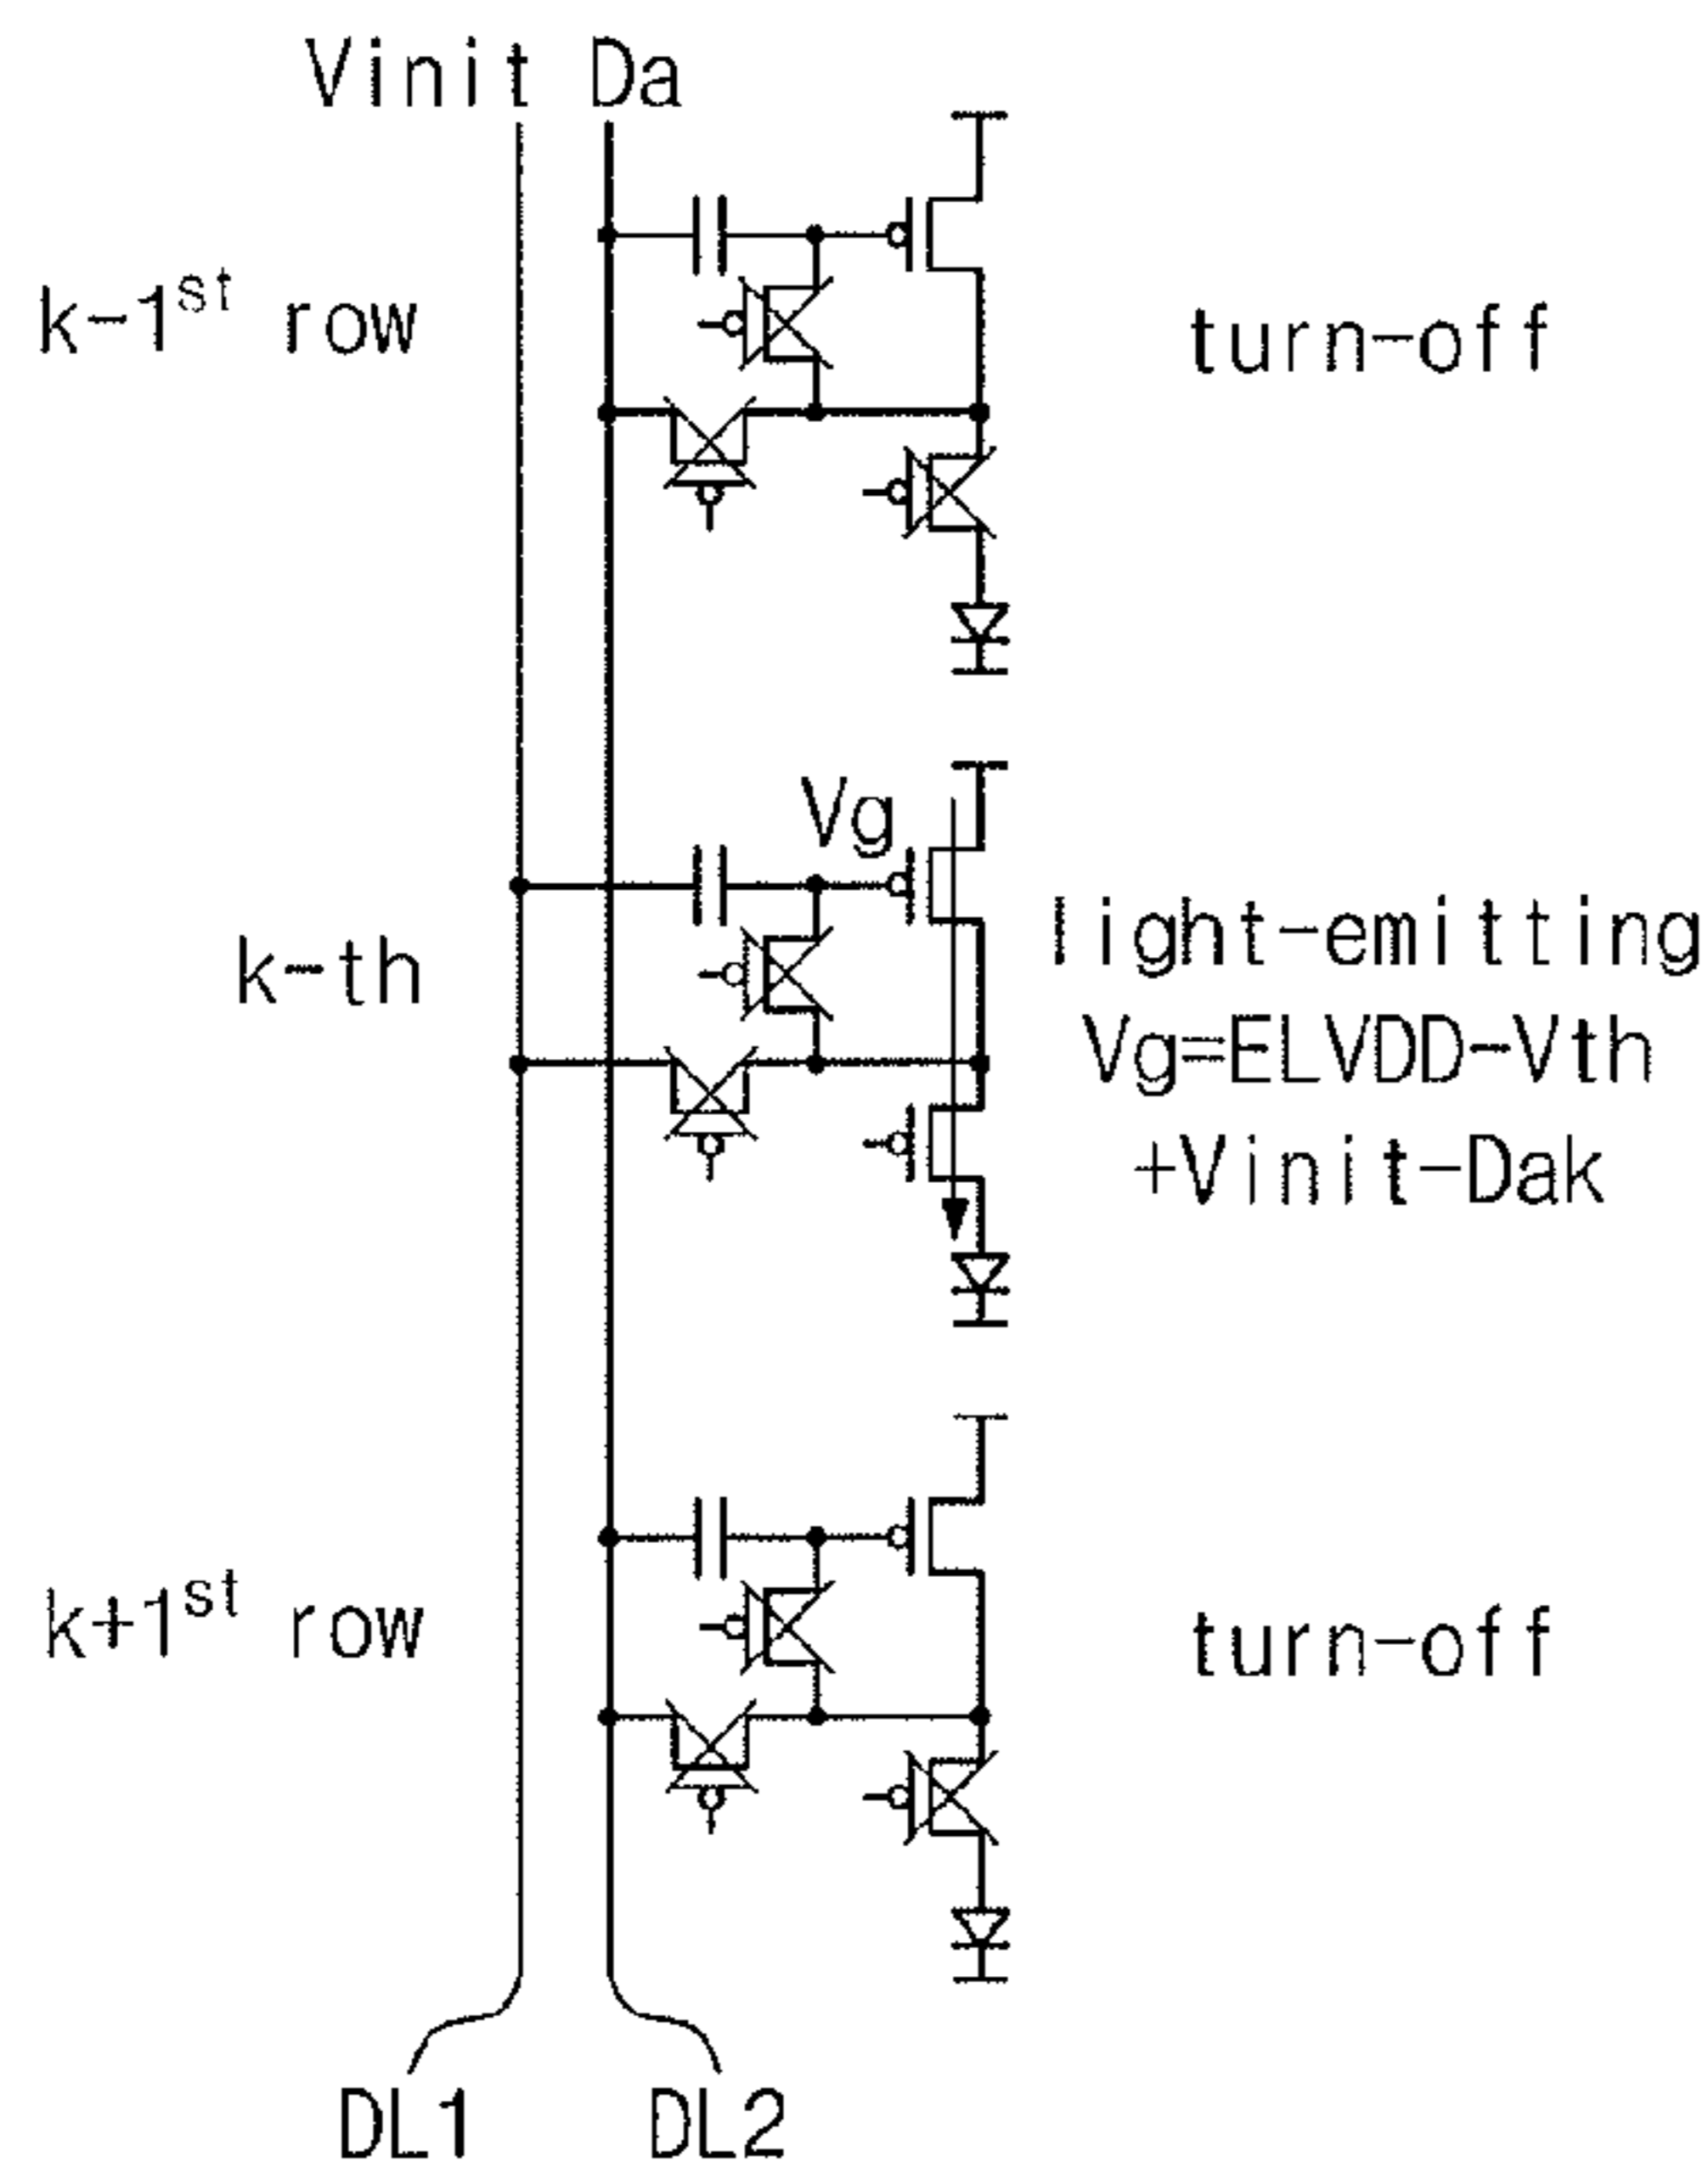 Vinit Da
k-1st row
turn-off
Vg
k-th
light-emitting
Vg=ELVDD-Vth
+Vinit-Dak
k+1st row
turn-off
DL1 DL2